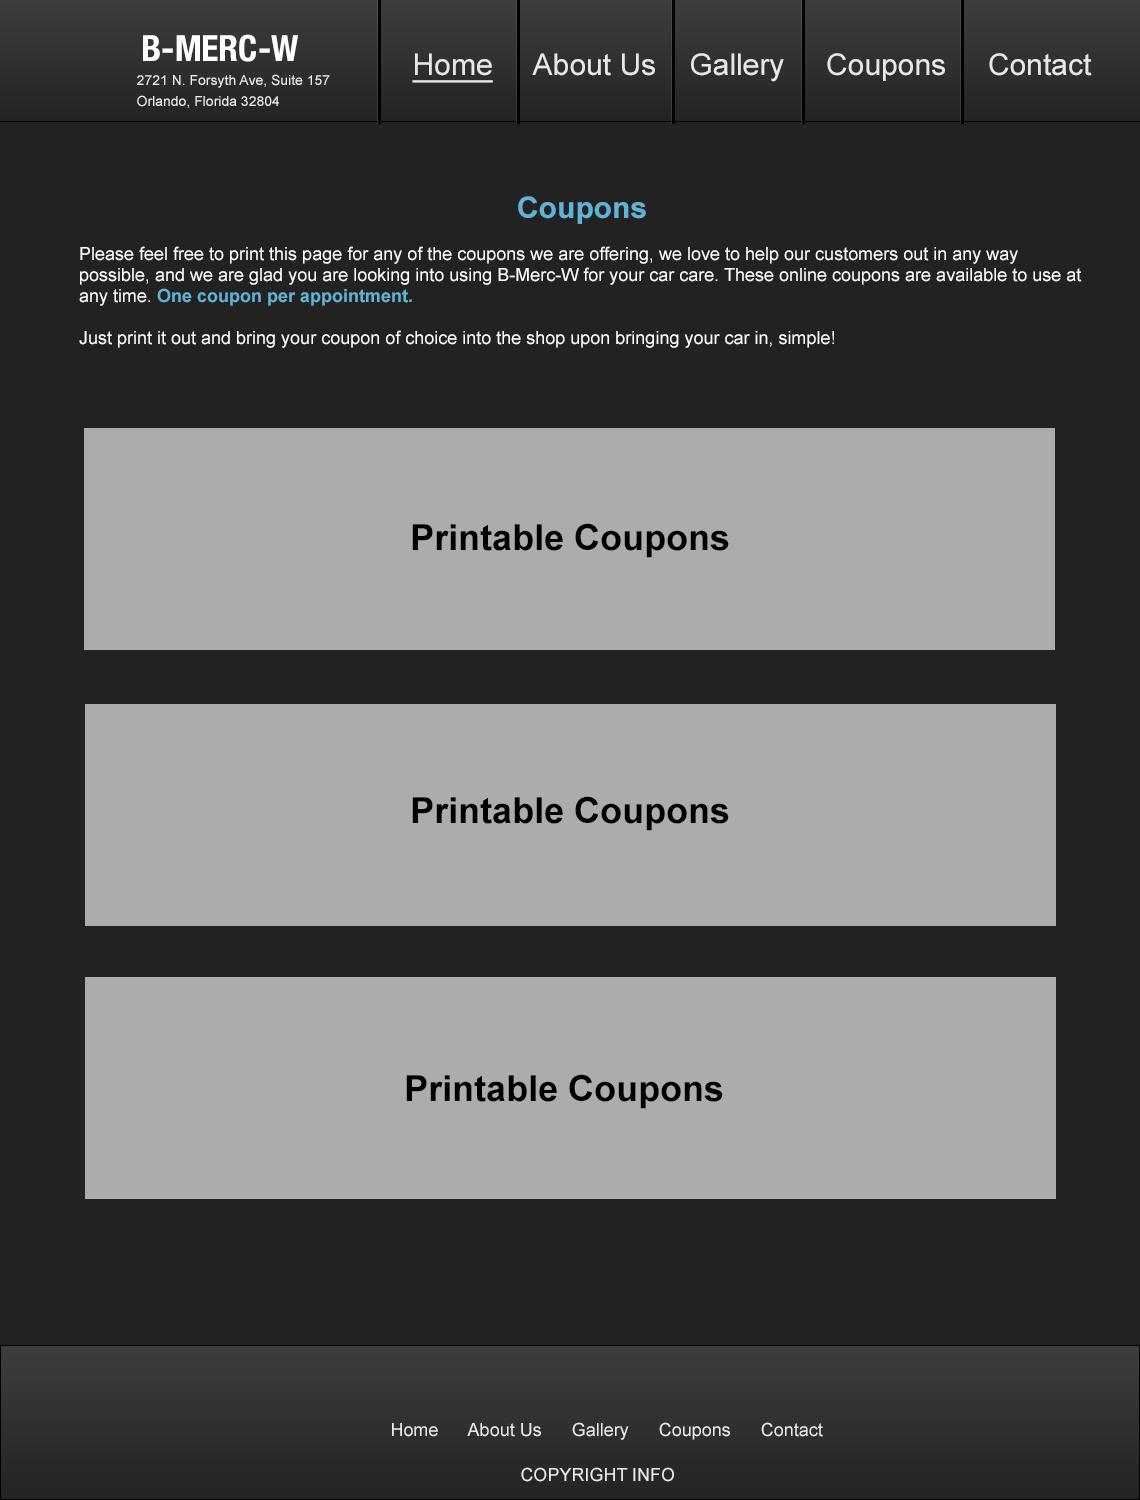 B-MERC-W
2721 N. Forsyth Ave, Suite 157
Orlando, Florida 32804
Home
About Us
Gallery
Coupons
Contact
Coupons
Please feel free to print this page for any of the coupons we are offering, we love to help our customers out in any way
possible, and we are glad you are looking into using B-Merc-W for your car care. These online coupons are available to use at
any time. One coupon per appointment.
Just print it out and bring your coupon of choice into the shop upon bringing your car in, simple!
Printable Coupons
Printable Coupons
Printable Coupons
Home About Us Gallery Coupons Contact
COPYRIGHT INFO